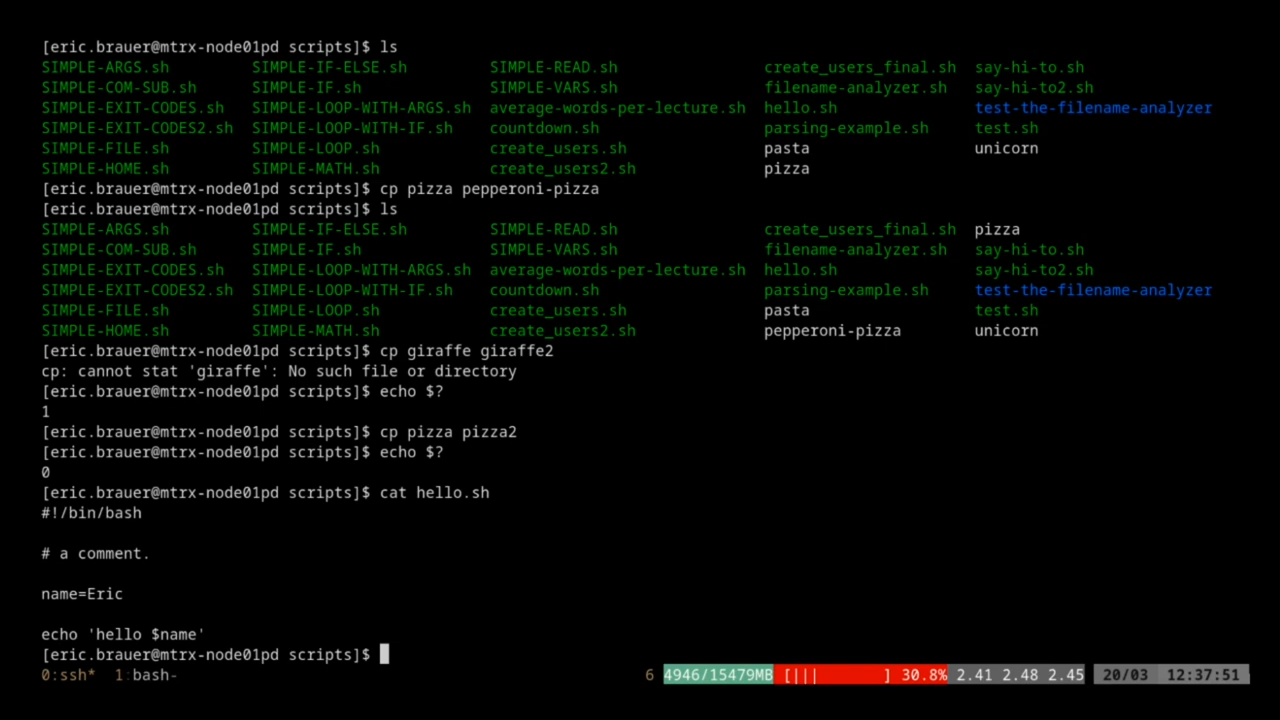 [eric.brauer@mtrx-node01pd scripts]$ ls
SIMPLE-ARGS.sh SIMPLE-IF-ELSE.sh SIMPLE-READ.sh create_users_final.sh say-hi-to.sh
SIMPLE-COM-SUB.sh SIMPLE-IF.sh SIMPLE-VARS.sh filename-analyzer.sh say-hi-to2.sh
SIMPLE-EXIT-CODES.sh SIMPLE-LOOP-WITH-ARGS.sh average-words-per-lecture.sh hello.sh test-the-filename-analyzer
SIMPLE-EXIT-CODES2.sh SIMPLE-LOOP-WITH-IF.sh countdown.sh parsing-example.sh test.sh
SIMPLE-FILE.sh SIMPLE-LOOP.sh create_users.sh pasta unicorn
SIMPLE-HOME.sh SIMPLE-MATH.sh create_users2.sh pizza
[eric.brauer@mtrx-node01pd scripts]$ cp pizza pepperoni-pizza
[eric.brauer@mtrx-node01pd scripts]$ ls
SIMPLE-ARGS.sh SIMPLE-IF-ELSE.sh SIMPLE-READ.sh create_users_final.sh pizza
SIMPLE-COM-SUB.sh SIMPLE-IF.sh SIMPLE-VARS.sh filename-analyzer.sh say-hi-to.sh
SIMPLE-EXIT-CODES.sh SIMPLE-LOOP-WITH-ARGS.sh average-words-per-lecture.sh hello.sh say-hi-to2.sh
SIMPLE-EXIT-CODES2.sh SIMPLE-LOOP-WITH-IF.sh countdown.sh parsing-example.sh test-the-filename-analyzer
SIMPLE-FILE.sh SIMPLE-LOOP.sh create_users.sh pasta test.sh
SIMPLE-HOME.sh SIMPLE-MATH.sh create_users2.sh pepperoni-pizza unicorn
[eric.brauer@mtrx-node01pd scripts]$ cp giraffe giraffe2
cp: cannot stat 'giraffe': No such file or directory
[eric.brauer@mtrx-node01pd scripts]$ echo $?
1
[eric.brauer@mtrx-node01pd scripts]$ cp pizza pizza2
[eric.brauer@mtrx-node01pd scripts]$ echo $?
0
[eric.brauer@mtrx-node01pd scripts]$ cat hello.sh
#!/bin/bash
# a comment.
name=Eric
echo 'hello $name'
[eric.brauer@mtrx-node01pd scripts]$
0:ssh* 1:bash- 6 4946/15479MB [||| ] 30.8% 2.41 2.48 2.45 20/03 12:37:51